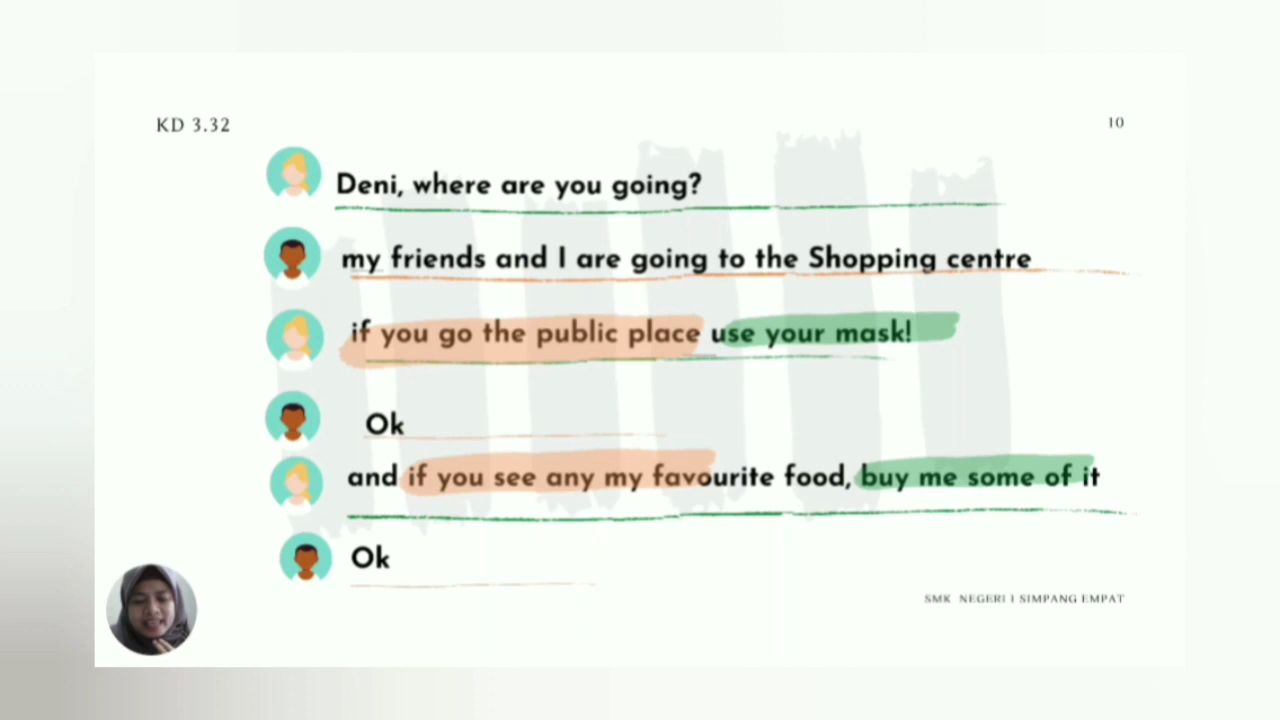 KD 3.32
10
Deni, where are you going?
my friends and I are going to the Shopping centre
if you go the public place use your mask!
Ok
and if you see any my favourite food, buy me some of it
Ok
SMK NEGERI 1 SIMPANG EMPAT